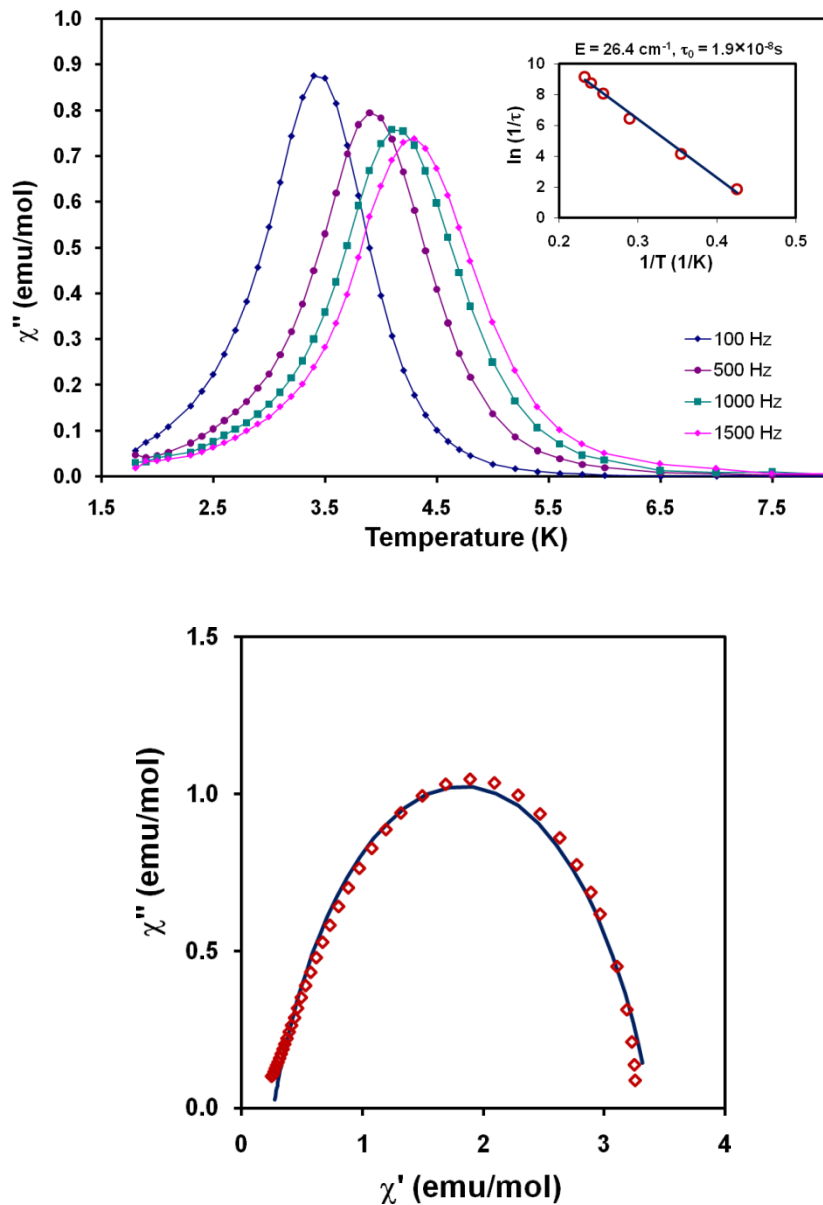 1.0
0.9
0.8
0.7
0.6
0.5
0.4
0.3
0.2
0.1
0.0
χ'' (emu/mol)
1.5 2.5 3.5 4.5 5.5 6.5 7.5
Temperature (K)
E = 26.4 cm⁻¹, τ₀ = 1.9×10⁻⁸s
10
8
6
4
2
0
ln (1/τ)
0.2 0.3 0.4 0.5
1/T (1/K)
100 Hz
500 Hz
1000 Hz
1500 Hz
1.5
1.0
0.5
0.0
χ'' (emu/mol)
0 1 2 3 4
χ' (emu/mol)